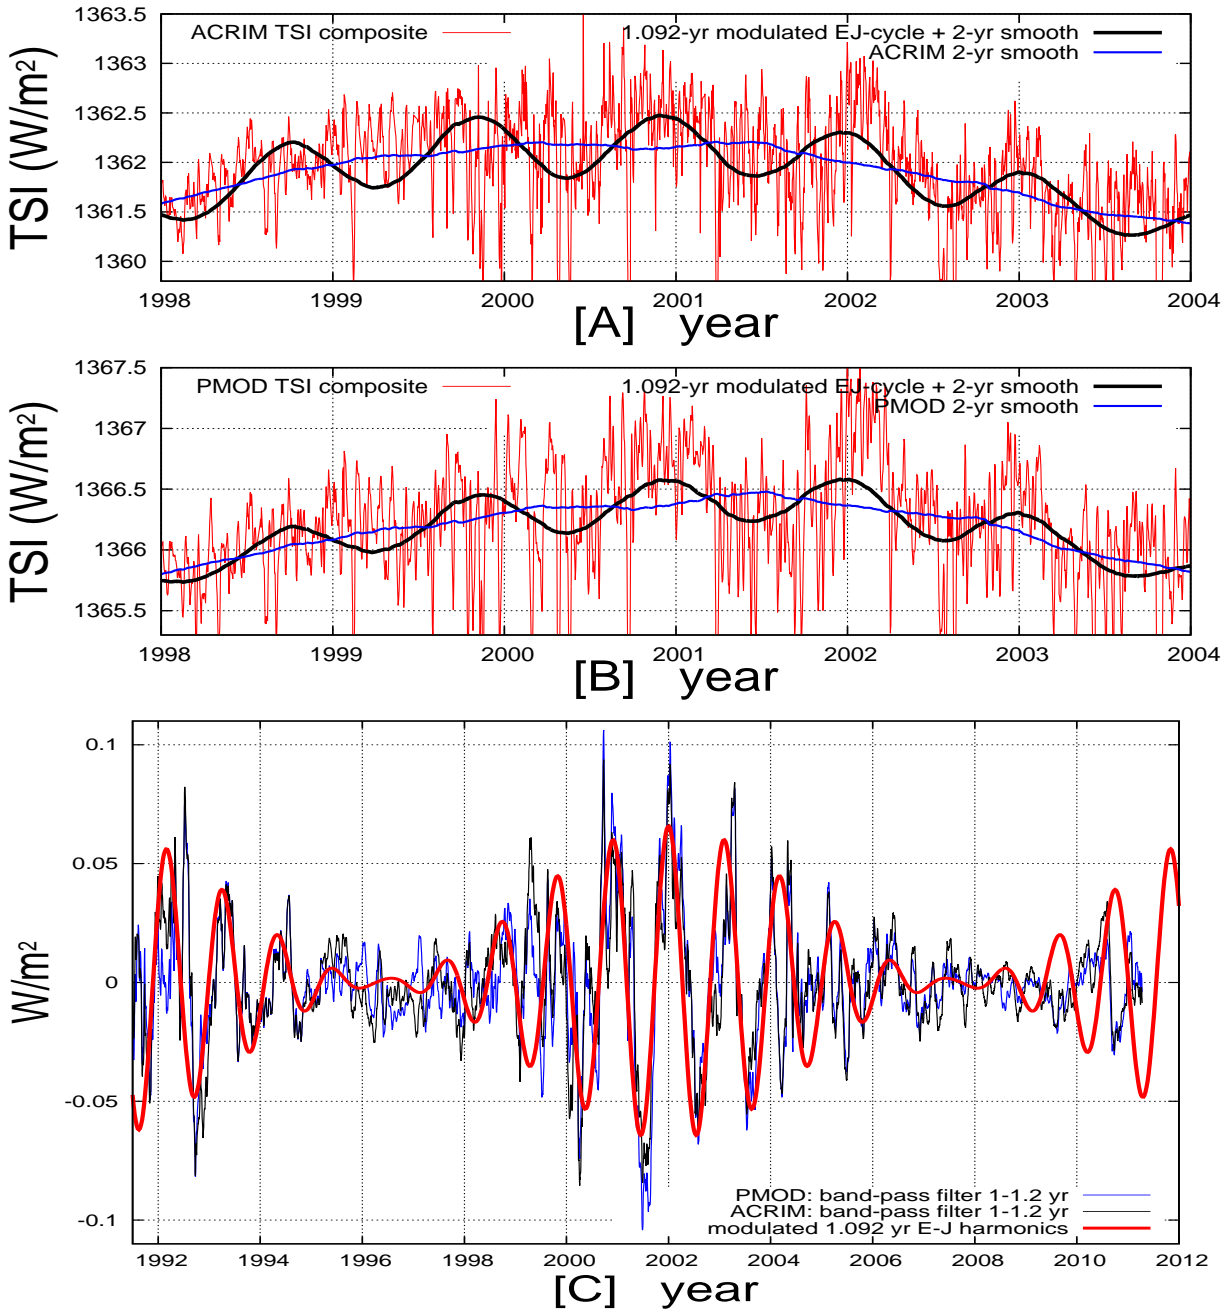 1363.5
1363
1362.5
1362
1361.5
1360
TSI (W/m²)
ACRIM TSI composite
1.092-yr modulated EJ-cycle + 2-yr smooth
ACRIM 2-yr smooth
1998 1999 2000 2001 2002 2003 2004
[A] year
1367.5
1367
1366.5
1366
1365.5
TSI (W/m²)
PMOD TSI composite
1.092-yr modulated EJ-cycle + 2-yr smooth
PMOD 2-yr smooth
1998 1999 2000 2001 2002 2003 2004
[B] year
0.1
0.05
0
-0.05
-0.1
W/m²
PMOD: band-pass filter 1-1.2 yr
ACRIM: band-pass filter 1-1.2 yr
modulated 1.092 yr E-J harmonics
1992 1994 1996 1998 2000 2002 2004 2006 2008 2010 2012
[C] year